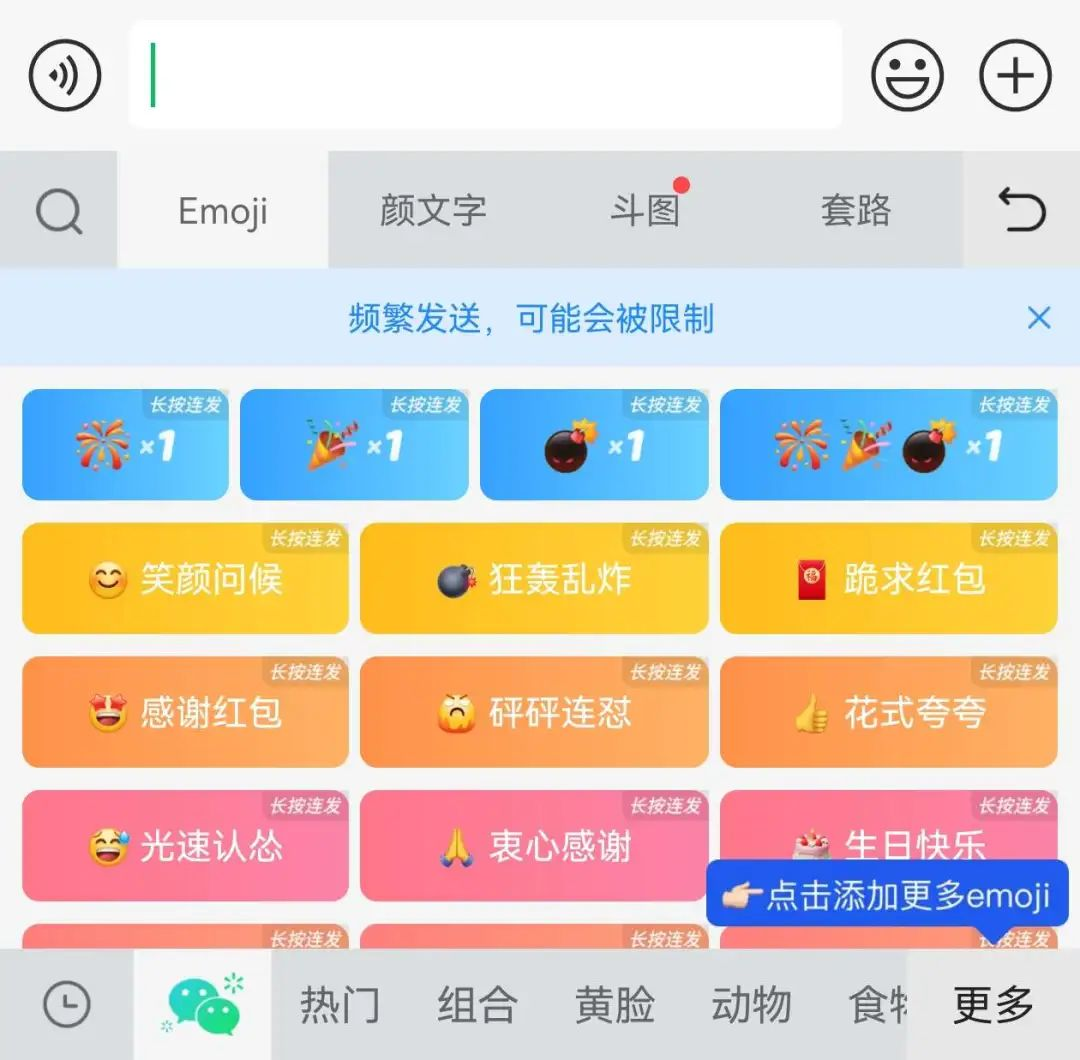 Emoji 颜文字 斗图 套路
频繁发送，可能会被限制
长按连发 长按连发 长按连发 长按连发
×1 ×1 ×1 ×1
长按连发 长按连发 长按连发
笑颜问候 狂轰乱炸 跪求红包
长按连发 长按连发 长按连发
感谢红包 砰砰连怼 花式夸夸
长按连发 长按连发 长按连发
光速认怂 衷心感谢 生日快乐
点击添加更多emoji
长按连发 长按连发 长按连发
热门 组合 黄脸 动物 食物 更多